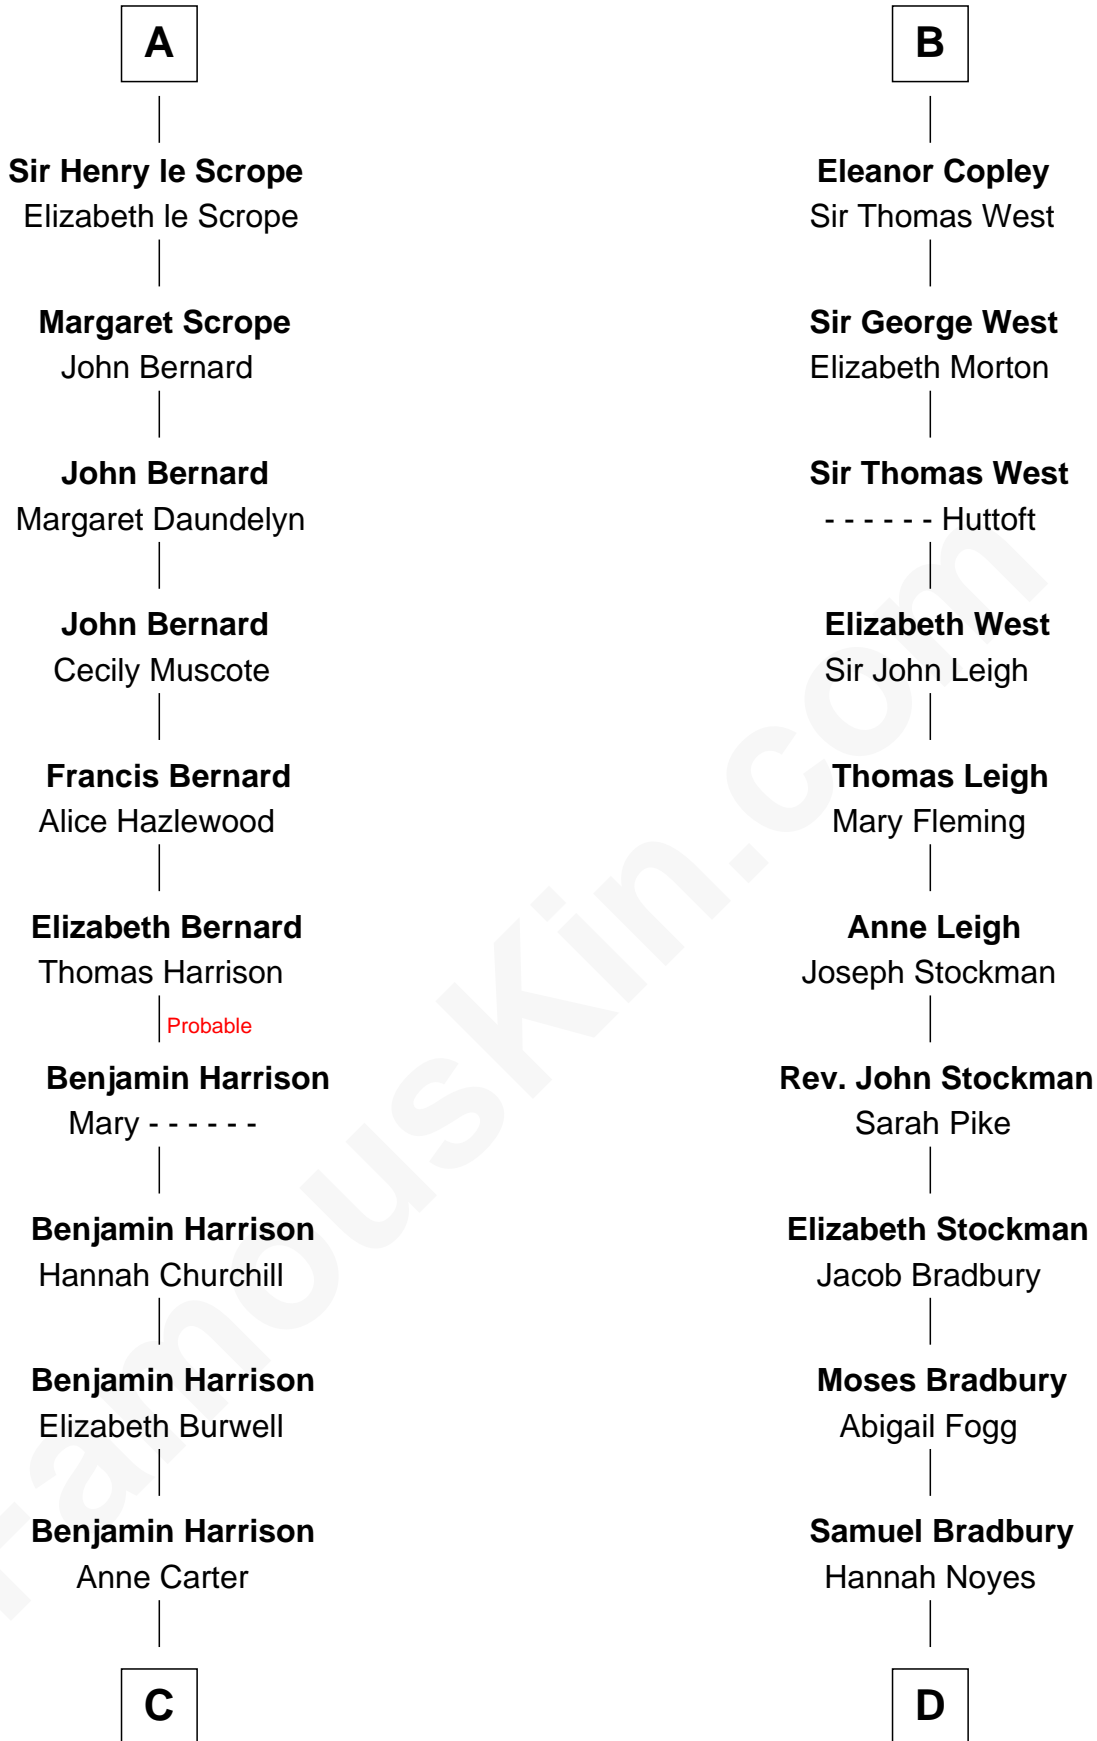 A
Sir Henry le Scrope
Elizabeth le Scrope
Margaret Scrope
John Bernard
John Bernard
Margaret Daundelyn
John Bernard
Cecily Muscote
Francis Bernard
Alice Hazlewood
Elizabeth Bernard
Thomas Harrison
Probable
Benjamin Harrison
Mary - - - - - -
Benjamin Harrison
Hannah Churchill
Benjamin Harrison
Elizabeth Burwell
Benjamin Harrison
Anne Carter
C
B
Eleanor Copley
Sir Thomas West
Sir George West
Elizabeth Morton
Sir Thomas West
- - - - - - Huttoft
Elizabeth West
Sir John Leigh
Thomas Leigh
Mary Fleming
Anne Leigh
Joseph Stockman
Rev. John Stockman
Sarah Pike
Elizabeth Stockman
Jacob Bradbury
Moses Bradbury
Abigail Fogg
Samuel Bradbury
Hannah Noyes
D
FamousKin.com